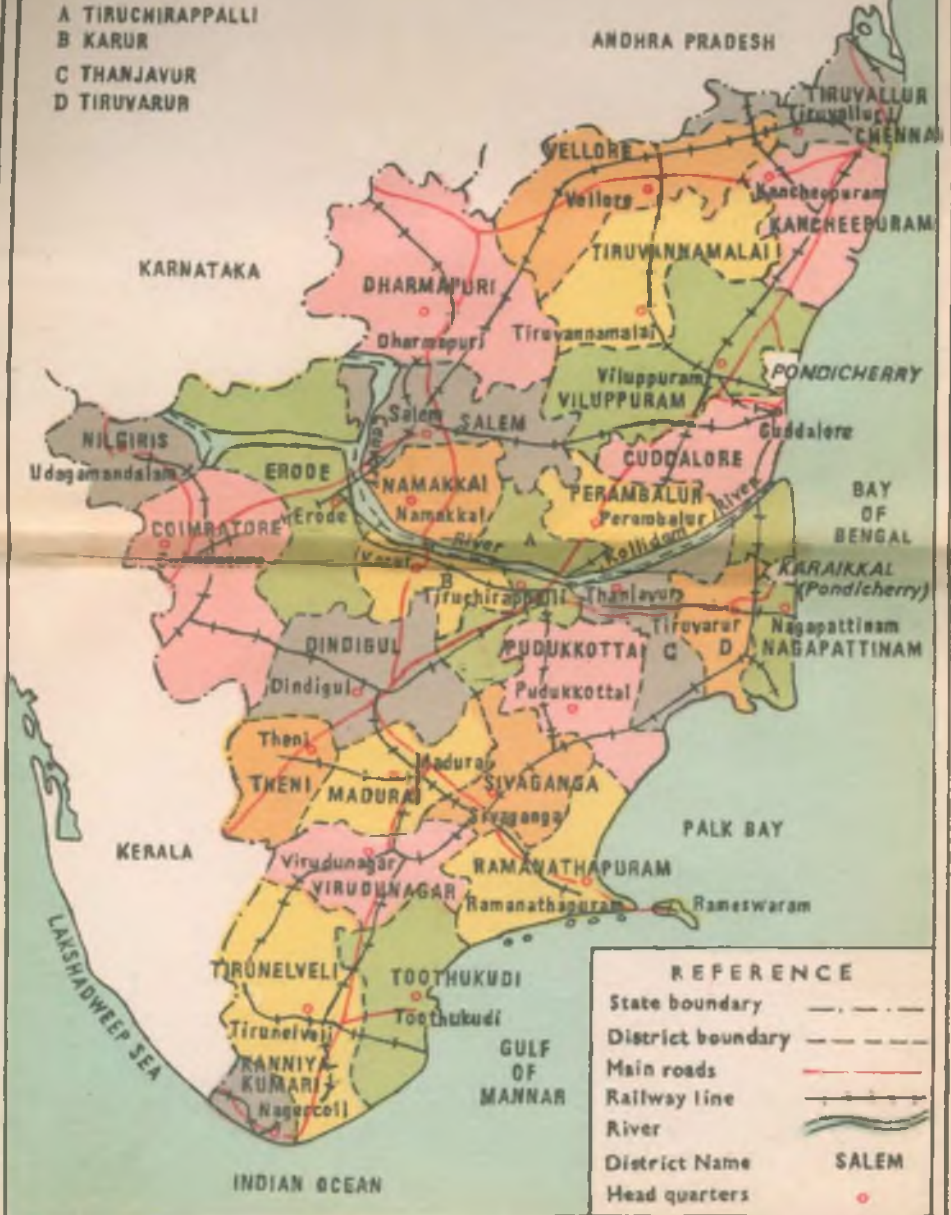 A TIRUCHIRAPPALLI
B KARUR
C THANJAVUR
D TIRUVARUR
ANDHRA PRADESH
TIRUVALLUR
Tiruvallur
CHENNAI
VELLORE
Vellore
Kancheepuram
KANCHEEPURAM
KARNATAKA
TIRUVANNAMALAI
DHARMAPURI
Tiruvannamalai
Dharmapuri
Viluppuram
PONDICHERRY
VILUPPURAM
Salem
SALEM
Cuddalore
NILGIRIS
CUDDALORE
Udagamandalam
ERODE
NAMAKKAL
PERAMBALUR
River
BAY
OF
BENGAL
COIMBATORE
Erode
Namakkal
Perambalur
River
A
Kollidam
Karur
B
KARAIKKAL
(Pondicherry)
Tiruchirappalli
Thanjavur
Tiruvarur
Nagapattinam
DINDIGUL
PUDUKKOTTAI
C
D
NAGAPATTINAM
Dindigul
Pudukkottai
Theni
Madurai
THENI
MADURAI
SIVAGANGA
Sivaganga
PALK BAY
KERALA
Virudunagar
RAMANATHAPURAM
VIRUDUNAGAR
Ramanathapuram
Rameswaram
LAKSHADWEEP SEA
TIRUNELVELI
TOOTHUKUDI
Tirunelveli
Toothukudi
KANNIYA
KUMARI
Nagercoil
GULF
OF
MANNAR
INDIAN OCEAN
REFERENCE
State boundary
District boundary
Main roads
Railway line
River
District Name SALEM
Head quarters